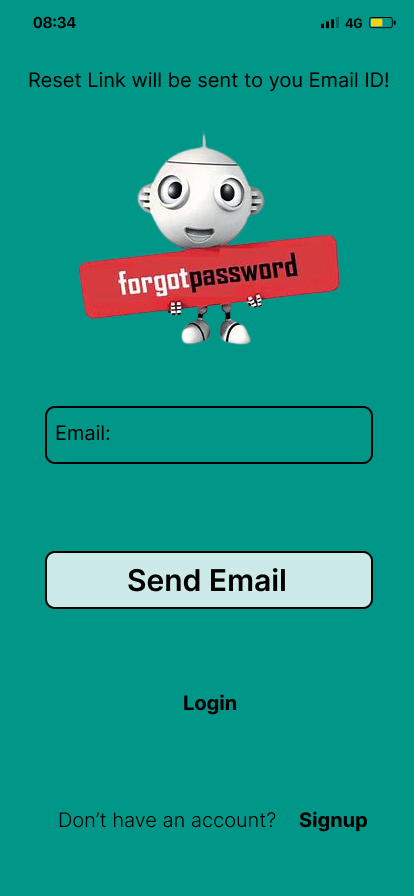 08:34 4G
Reset Link will be sent to you Email ID!
forgotpassword
Email:
Send Email
Login
Don't have an account? Signup